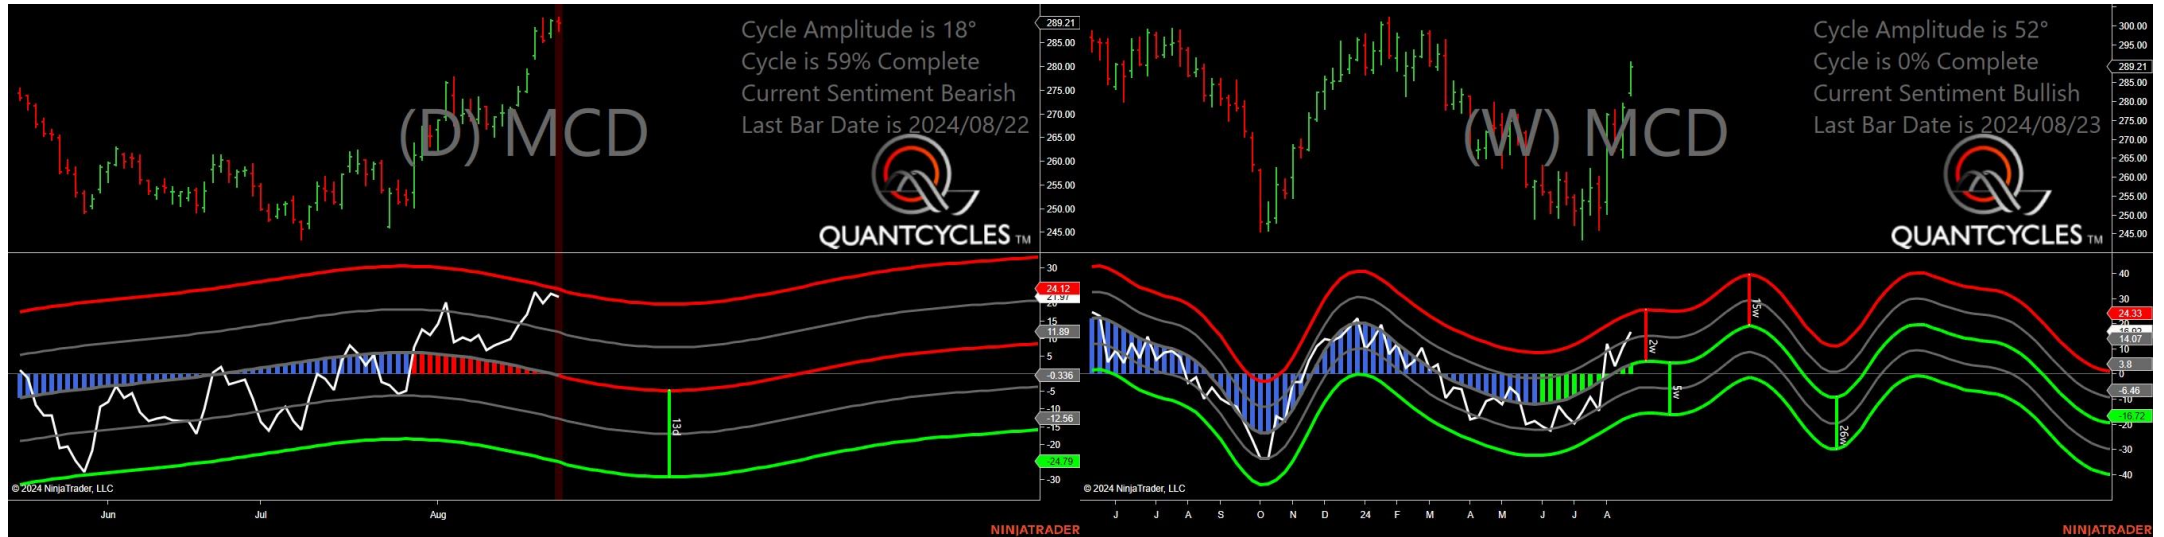 Cycle Amplitude is 18°
Cycle is 59% Complete
Current Sentiment Bearish
Last Bar Date is 2024/08/22
(D) MCD
QUANTCYCLES TM
289.21
285.00
280.00
275.00
270.00
265.00
260.00
255.00
250.00
245.00
30
24.12
21.97
20
15
11.89
10
5
-0.336
-5
-10
-12.56
-15
-20
-24.79
-30
13d
© 2024 NinjaTrader, LLC
Jun
Jul
Aug
NINJATRADER
Cycle Amplitude is 52°
Cycle is 0% Complete
Current Sentiment Bullish
Last Bar Date is 2024/08/23
(W) MCD
QUANTCYCLES TM
300.00
295.00
289.21
285.00
280.00
275.00
270.00
265.00
260.00
255.00
250.00
245.00
40
30
24.33
14.07
10
3.8
0
-6.46
-10
-16.72
-20
-30
-40
2w
5w
15w
26w
© 2024 NinjaTrader, LLC
J
J
A
S
O
N
D
24
F
M
A
M
J
J
A
NINJATRADER